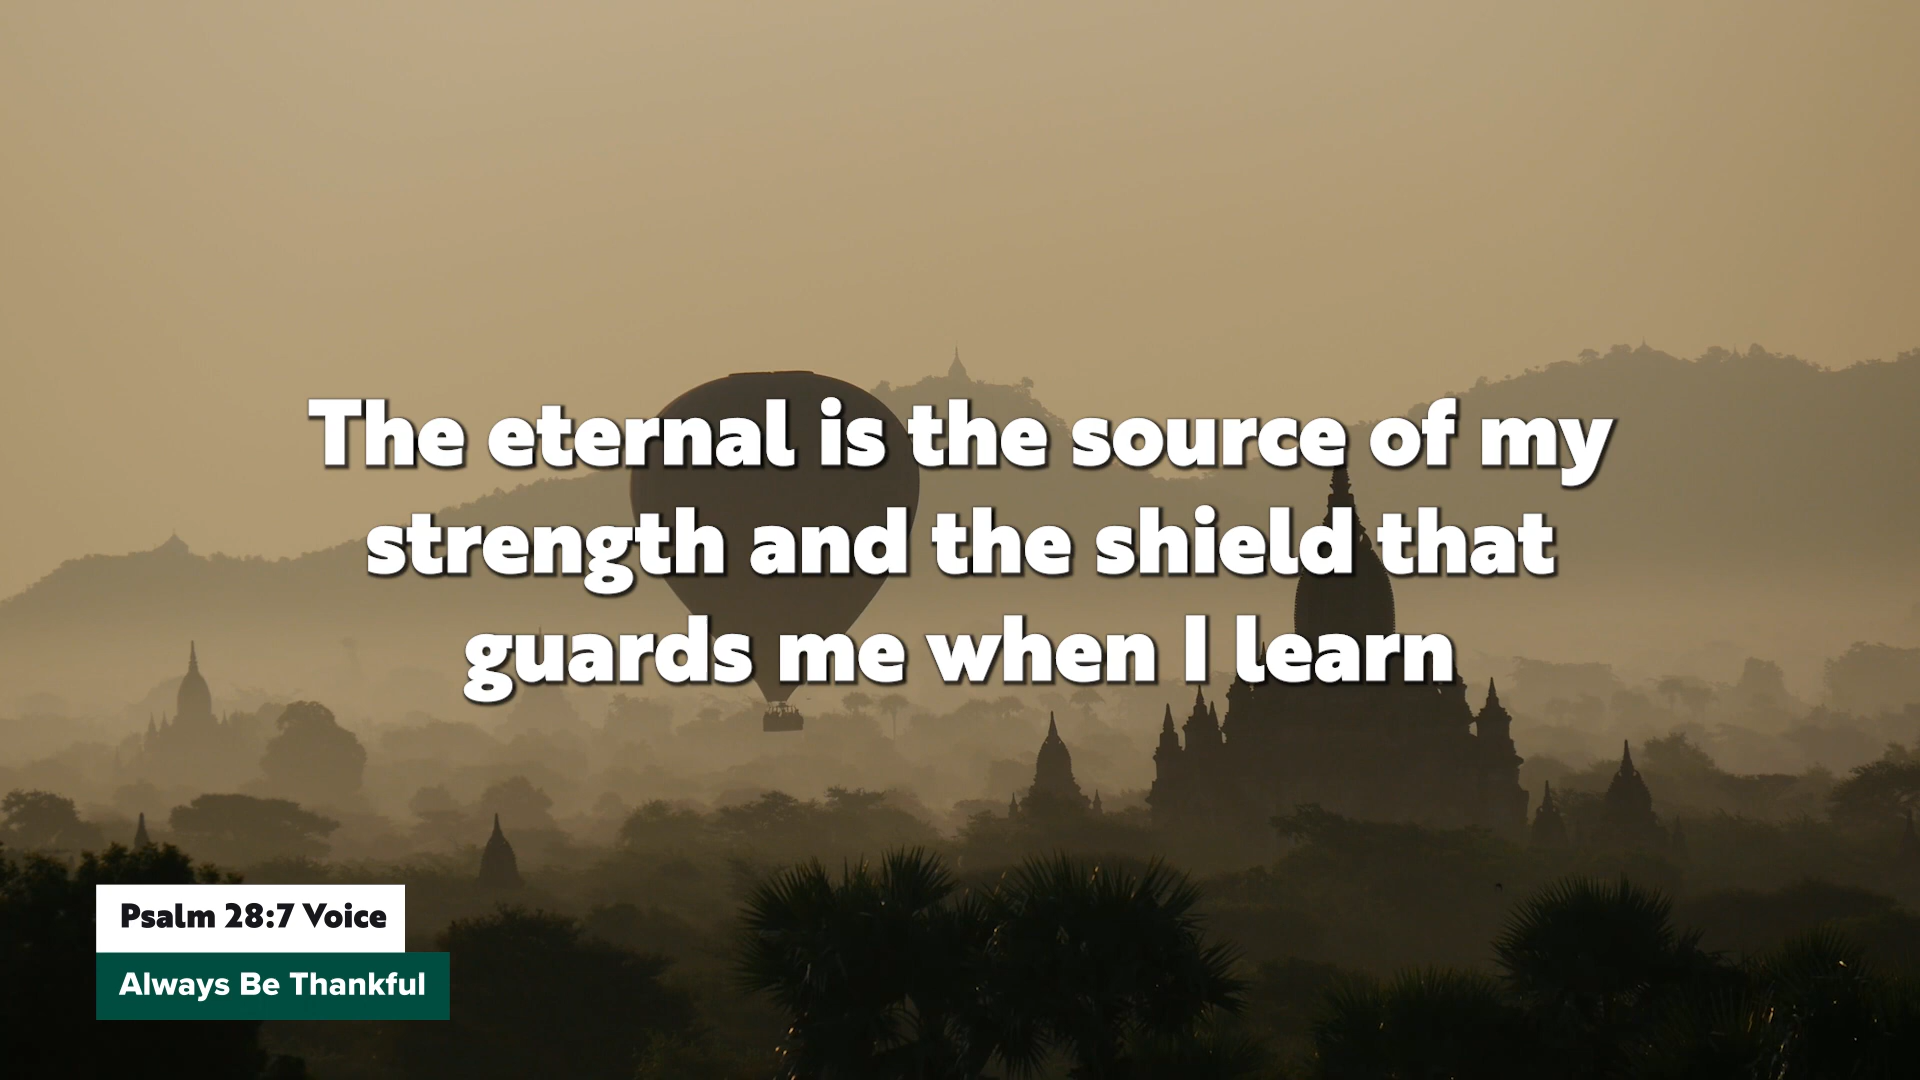 The eternal is the source of my
strength and the shield that
guards me when I learn
Psalm 28:7 Voice
Always Be Thankful